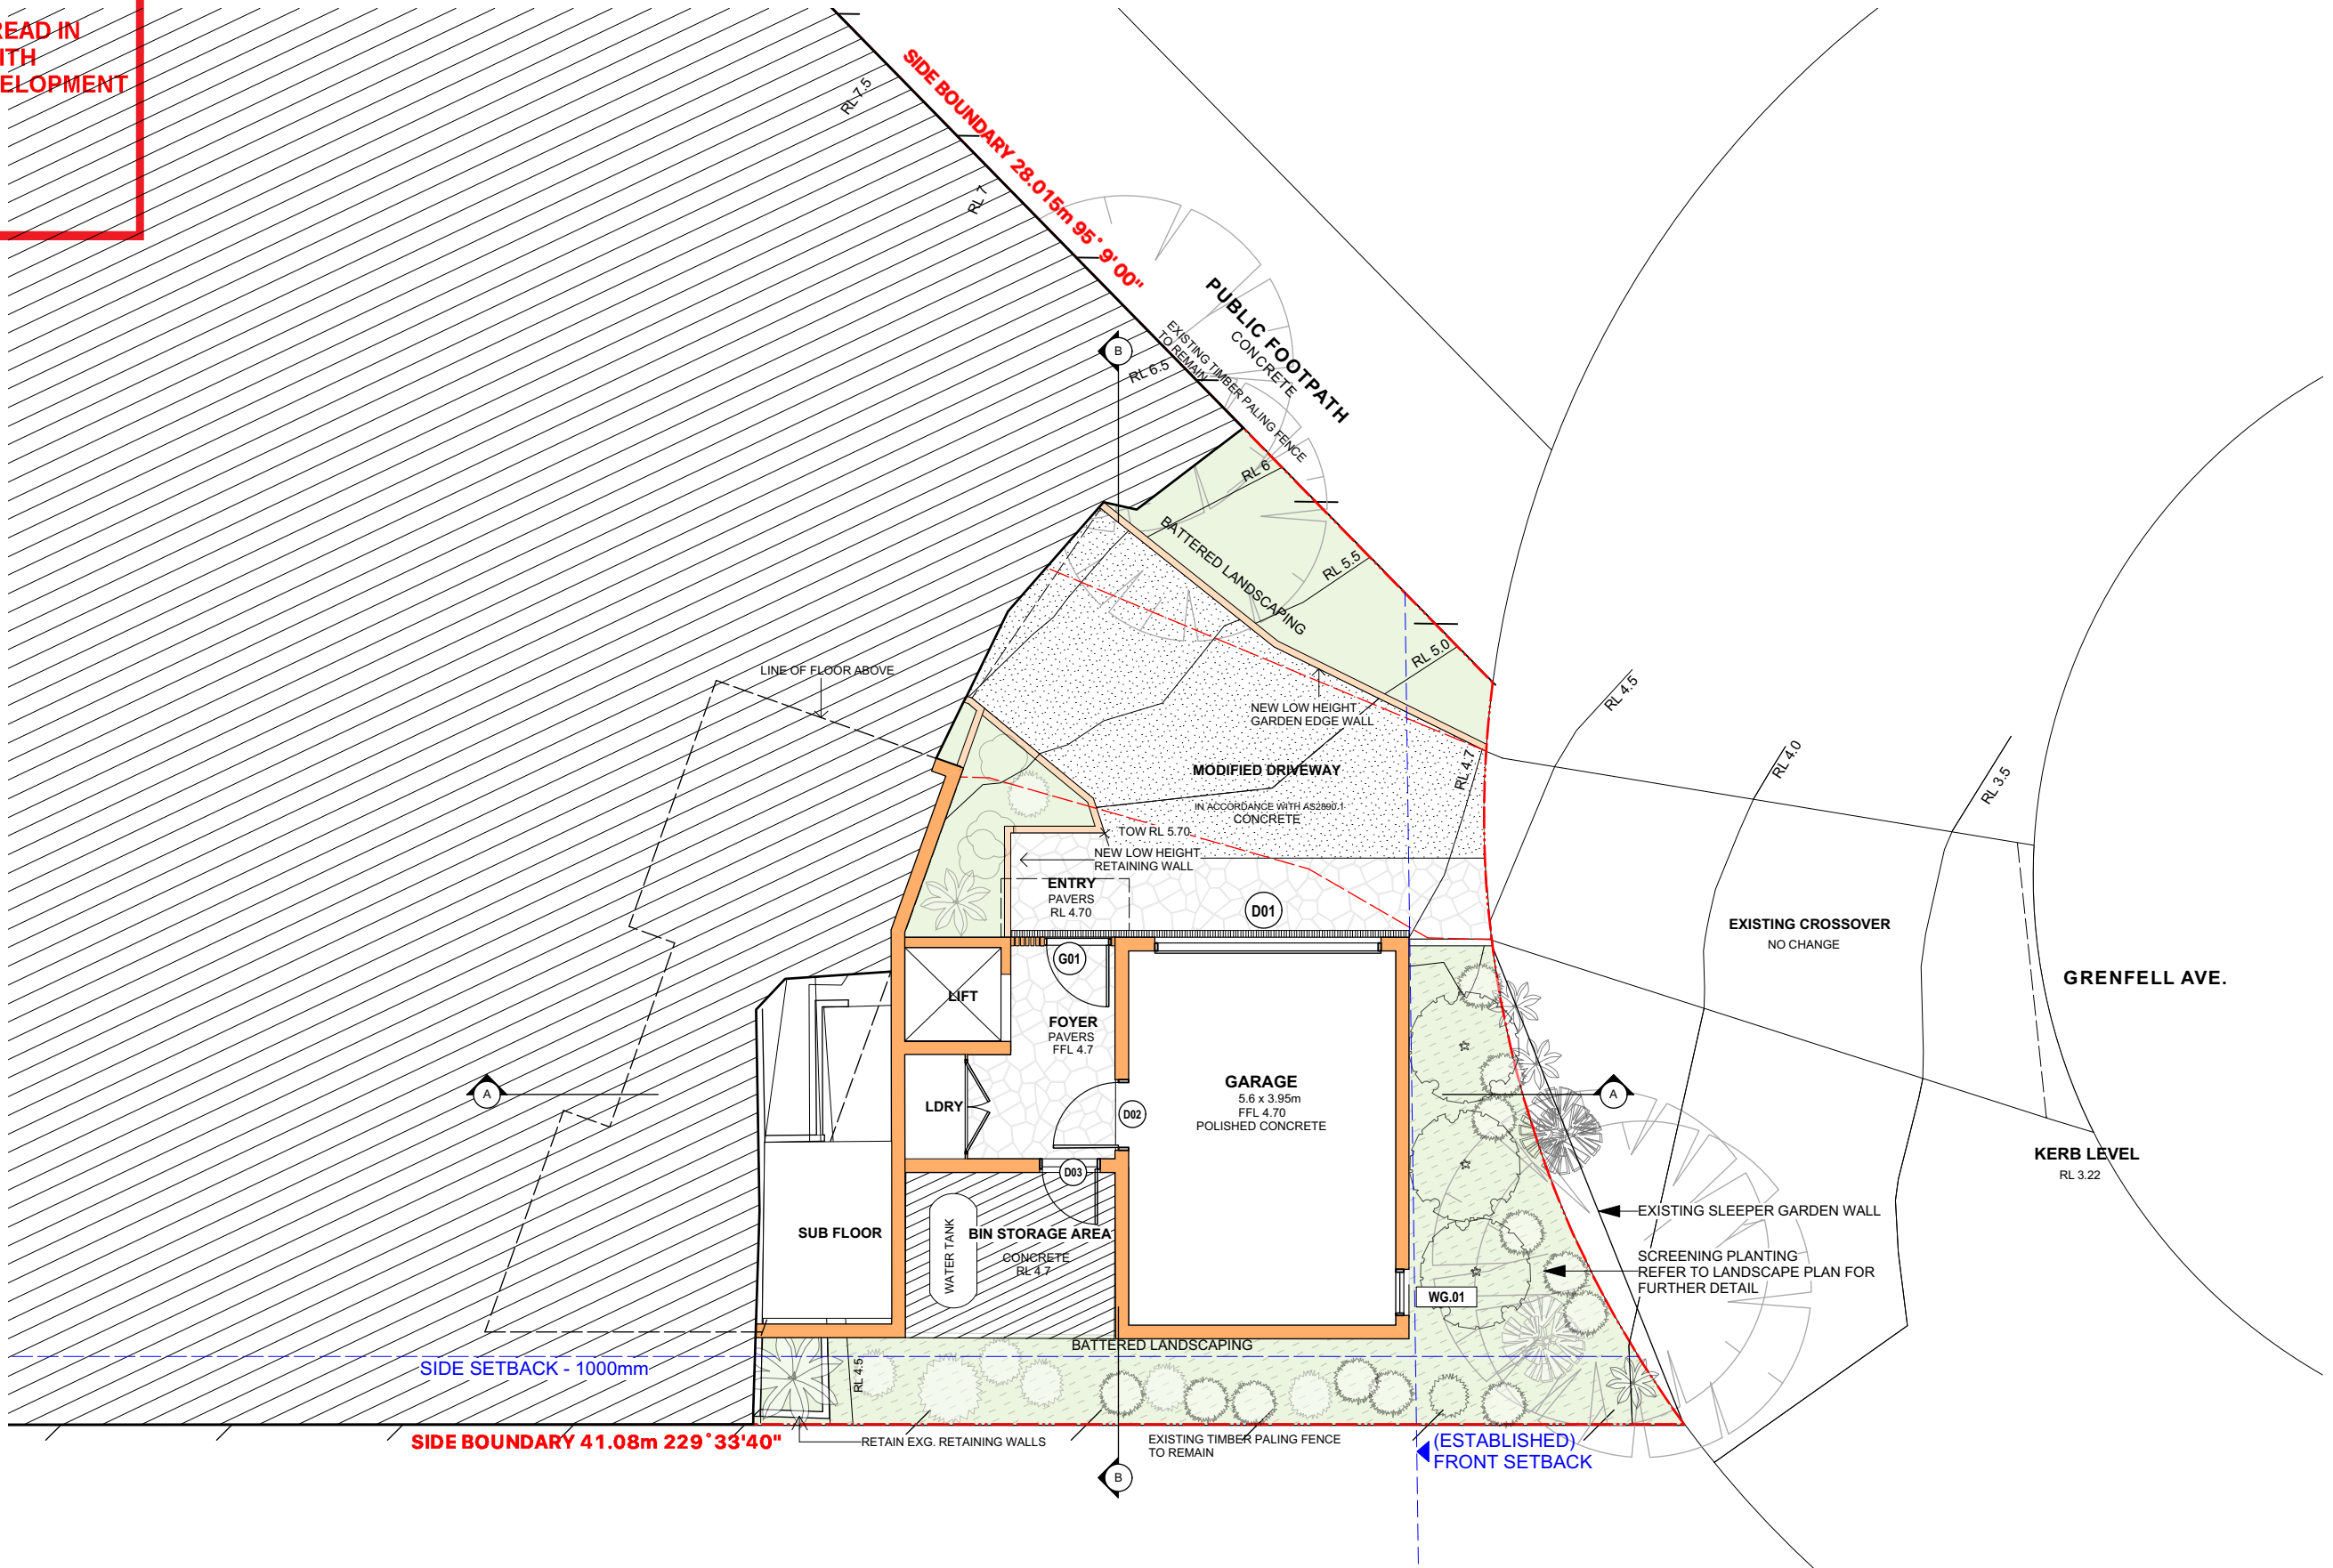 READ IN
ITH
ELOPMENT
RL 7.5
SIDE BOUNDARY 28.015m 95° 9' 00"
RL 7
PUBLIC FOOTPATH
CONCRETE
EXISTING TIMBER PALING FENCE
TO REMAIN
B
RL 6.5
RL 6
BATTERED LANDSCAPING
RL 5.5
RL 5.0
LINE OF FLOOR ABOVE
NEW LOW HEIGHT
GARDEN EDGE WALL
RL 4.5
RL 4.7
RL 4.0
RL 3.5
MODIFIED DRIVEWAY
IN ACCORDANCE WITH AS2890.1
CONCRETE
TOW RL 5.70
NEW LOW HEIGHT
RETAINING WALL
ENTRY
PAVERS
RL 4.70
D01
EXISTING CROSSOVER
NO CHANGE
GRENFELL AVE.
G01
LIFT
FOYER
PAVERS
FFL 4.7
A
LDRY
D02
GARAGE
5.6 x 3.95m
FFL 4.70
POLISHED CONCRETE
A
KERB LEVEL
RL 3.22
D03
SUB FLOOR
WATER TANK
BIN STORAGE AREA
CONCRETE
RL 4.7
EXISTING SLEEPER GARDEN WALL
SCREENING PLANTING
REFER TO LANDSCAPE PLAN FOR
FURTHER DETAIL
WG.01
BATTERED LANDSCAPING
SIDE SETBACK - 1000mm
RL 4.5
SIDE BOUNDARY 41.08m 229°33'40"
RETAIN EXG. RETAINING WALLS
EXISTING TIMBER PALING FENCE
TO REMAIN
(ESTABLISHED)
FRONT SETBACK
B